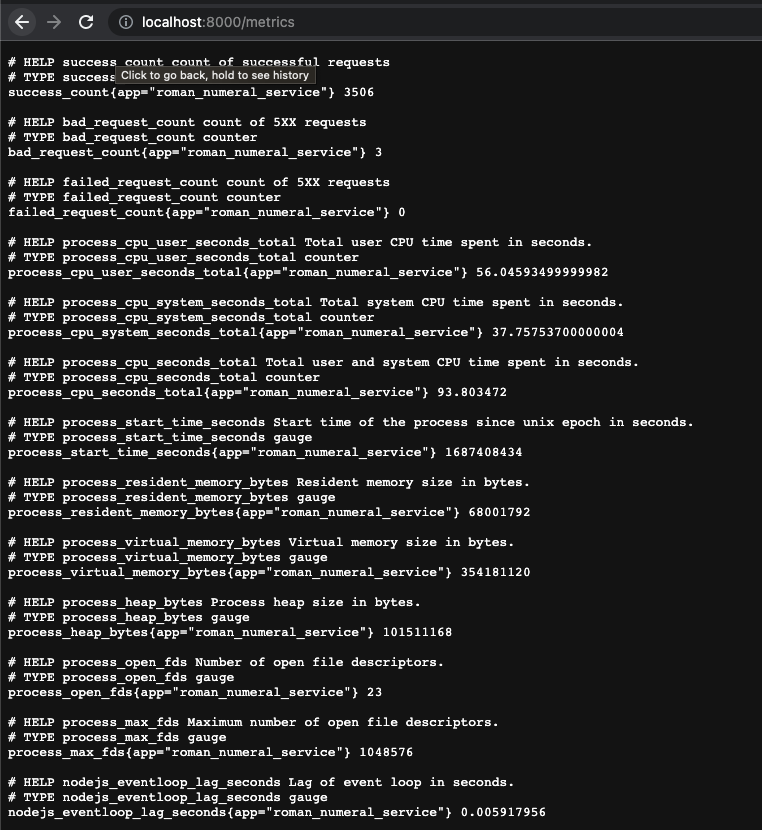 localhost:8000/metrics
# HELP success_count count of successful requests
Click to go back, hold to see history
# TYPE success
success_count{app="roman_numeral_service"} 3506
# HELP bad_request_count count of 5XX requests
# TYPE bad_request_count counter
bad_request_count{app="roman_numeral_service"} 3
# HELP failed_request_count count of 5XX requests
# TYPE failed_request_count counter
failed_request_count{app="roman_numeral_service"} 0
# HELP process_cpu_user_seconds_total Total user CPU time spent in seconds.
# TYPE process_cpu_user_seconds_total counter
process_cpu_user_seconds_total{app="roman_numeral_service"} 56.04593499999982
# HELP process_cpu_system_seconds_total Total system CPU time spent in seconds.
# TYPE process_cpu_system_seconds_total counter
process_cpu_system_seconds_total{app="roman_numeral_service"} 37.75753700000004
# HELP process_cpu_seconds_total Total user and system CPU time spent in seconds.
# TYPE process_cpu_seconds_total counter
process_cpu_seconds_total{app="roman_numeral_service"} 93.803472
# HELP process_start_time_seconds Start time of the process since unix epoch in seconds.
# TYPE process_start_time_seconds gauge
process_start_time_seconds{app="roman_numeral_service"} 1687408434
# HELP process_resident_memory_bytes Resident memory size in bytes.
# TYPE process_resident_memory_bytes gauge
process_resident_memory_bytes{app="roman_numeral_service"} 68001792
# HELP process_virtual_memory_bytes Virtual memory size in bytes.
# TYPE process_virtual_memory_bytes gauge
process_virtual_memory_bytes{app="roman_numeral_service"} 354181120
# HELP process_heap_bytes Process heap size in bytes.
# TYPE process_heap_bytes gauge
process_heap_bytes{app="roman_numeral_service"} 101511168
# HELP process_open_fds Number of open file descriptors.
# TYPE process_open_fds gauge
process_open_fds{app="roman_numeral_service"} 23
# HELP process_max_fds Maximum number of open file descriptors.
# TYPE process_max_fds gauge
process_max_fds{app="roman_numeral_service"} 1048576
# HELP nodejs_eventloop_lag_seconds Lag of event loop in seconds.
# TYPE nodejs_eventloop_lag_seconds gauge
nodejs_eventloop_lag_seconds{app="roman_numeral_service"} 0.005917956